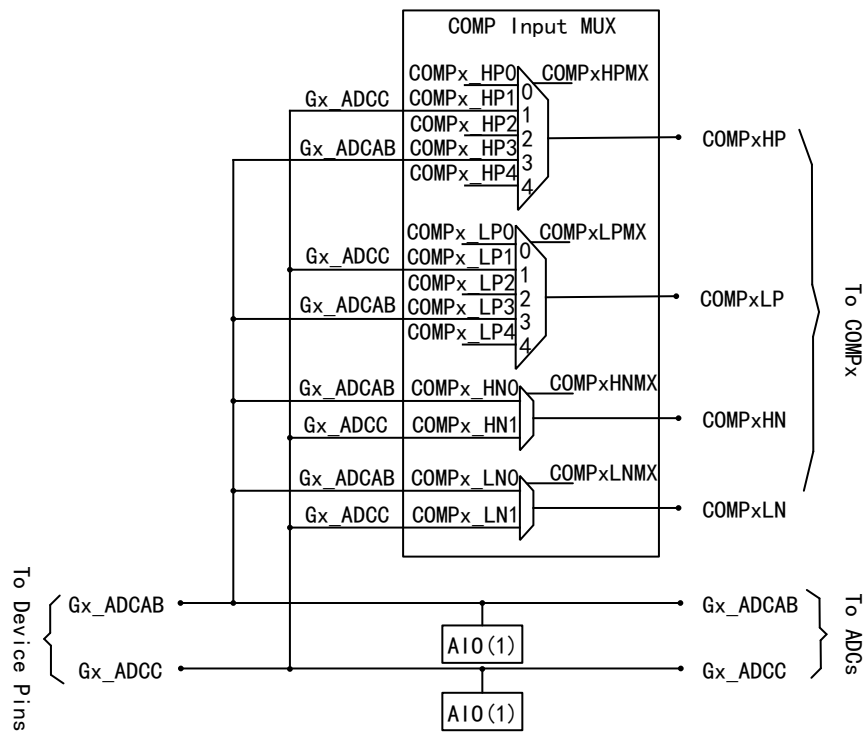 COMP Input MUX
COMPx_HP0 COMPxHPMX
0
Gx_ADCC COMPx_HP1
1
COMPx_HP2
2
COMPxHP
Gx_ADCAB COMPx_HP3
3
COMPx_HP4
4
COMPx_LP0 COMPxLPMX
0
Gx_ADCC COMPx_LP1
1
COMPx_LP2
2
COMPxLP
Gx_ADCAB COMPx_LP3
3
COMPx_LP4
4
To COMPx
Gx_ADCAB COMPx_HN0 COMPxHNMX
Gx_ADCC COMPx_HN1 COMPxHN
Gx_ADCAB COMPx_LN0 COMPxLNMX
Gx_ADCC COMPx_LN1 COMPxLN
To Device Pins
Gx_ADCAB Gx_ADCAB
AIO(1)
Gx_ADCC Gx_ADCC
AIO(1)
To ADCs